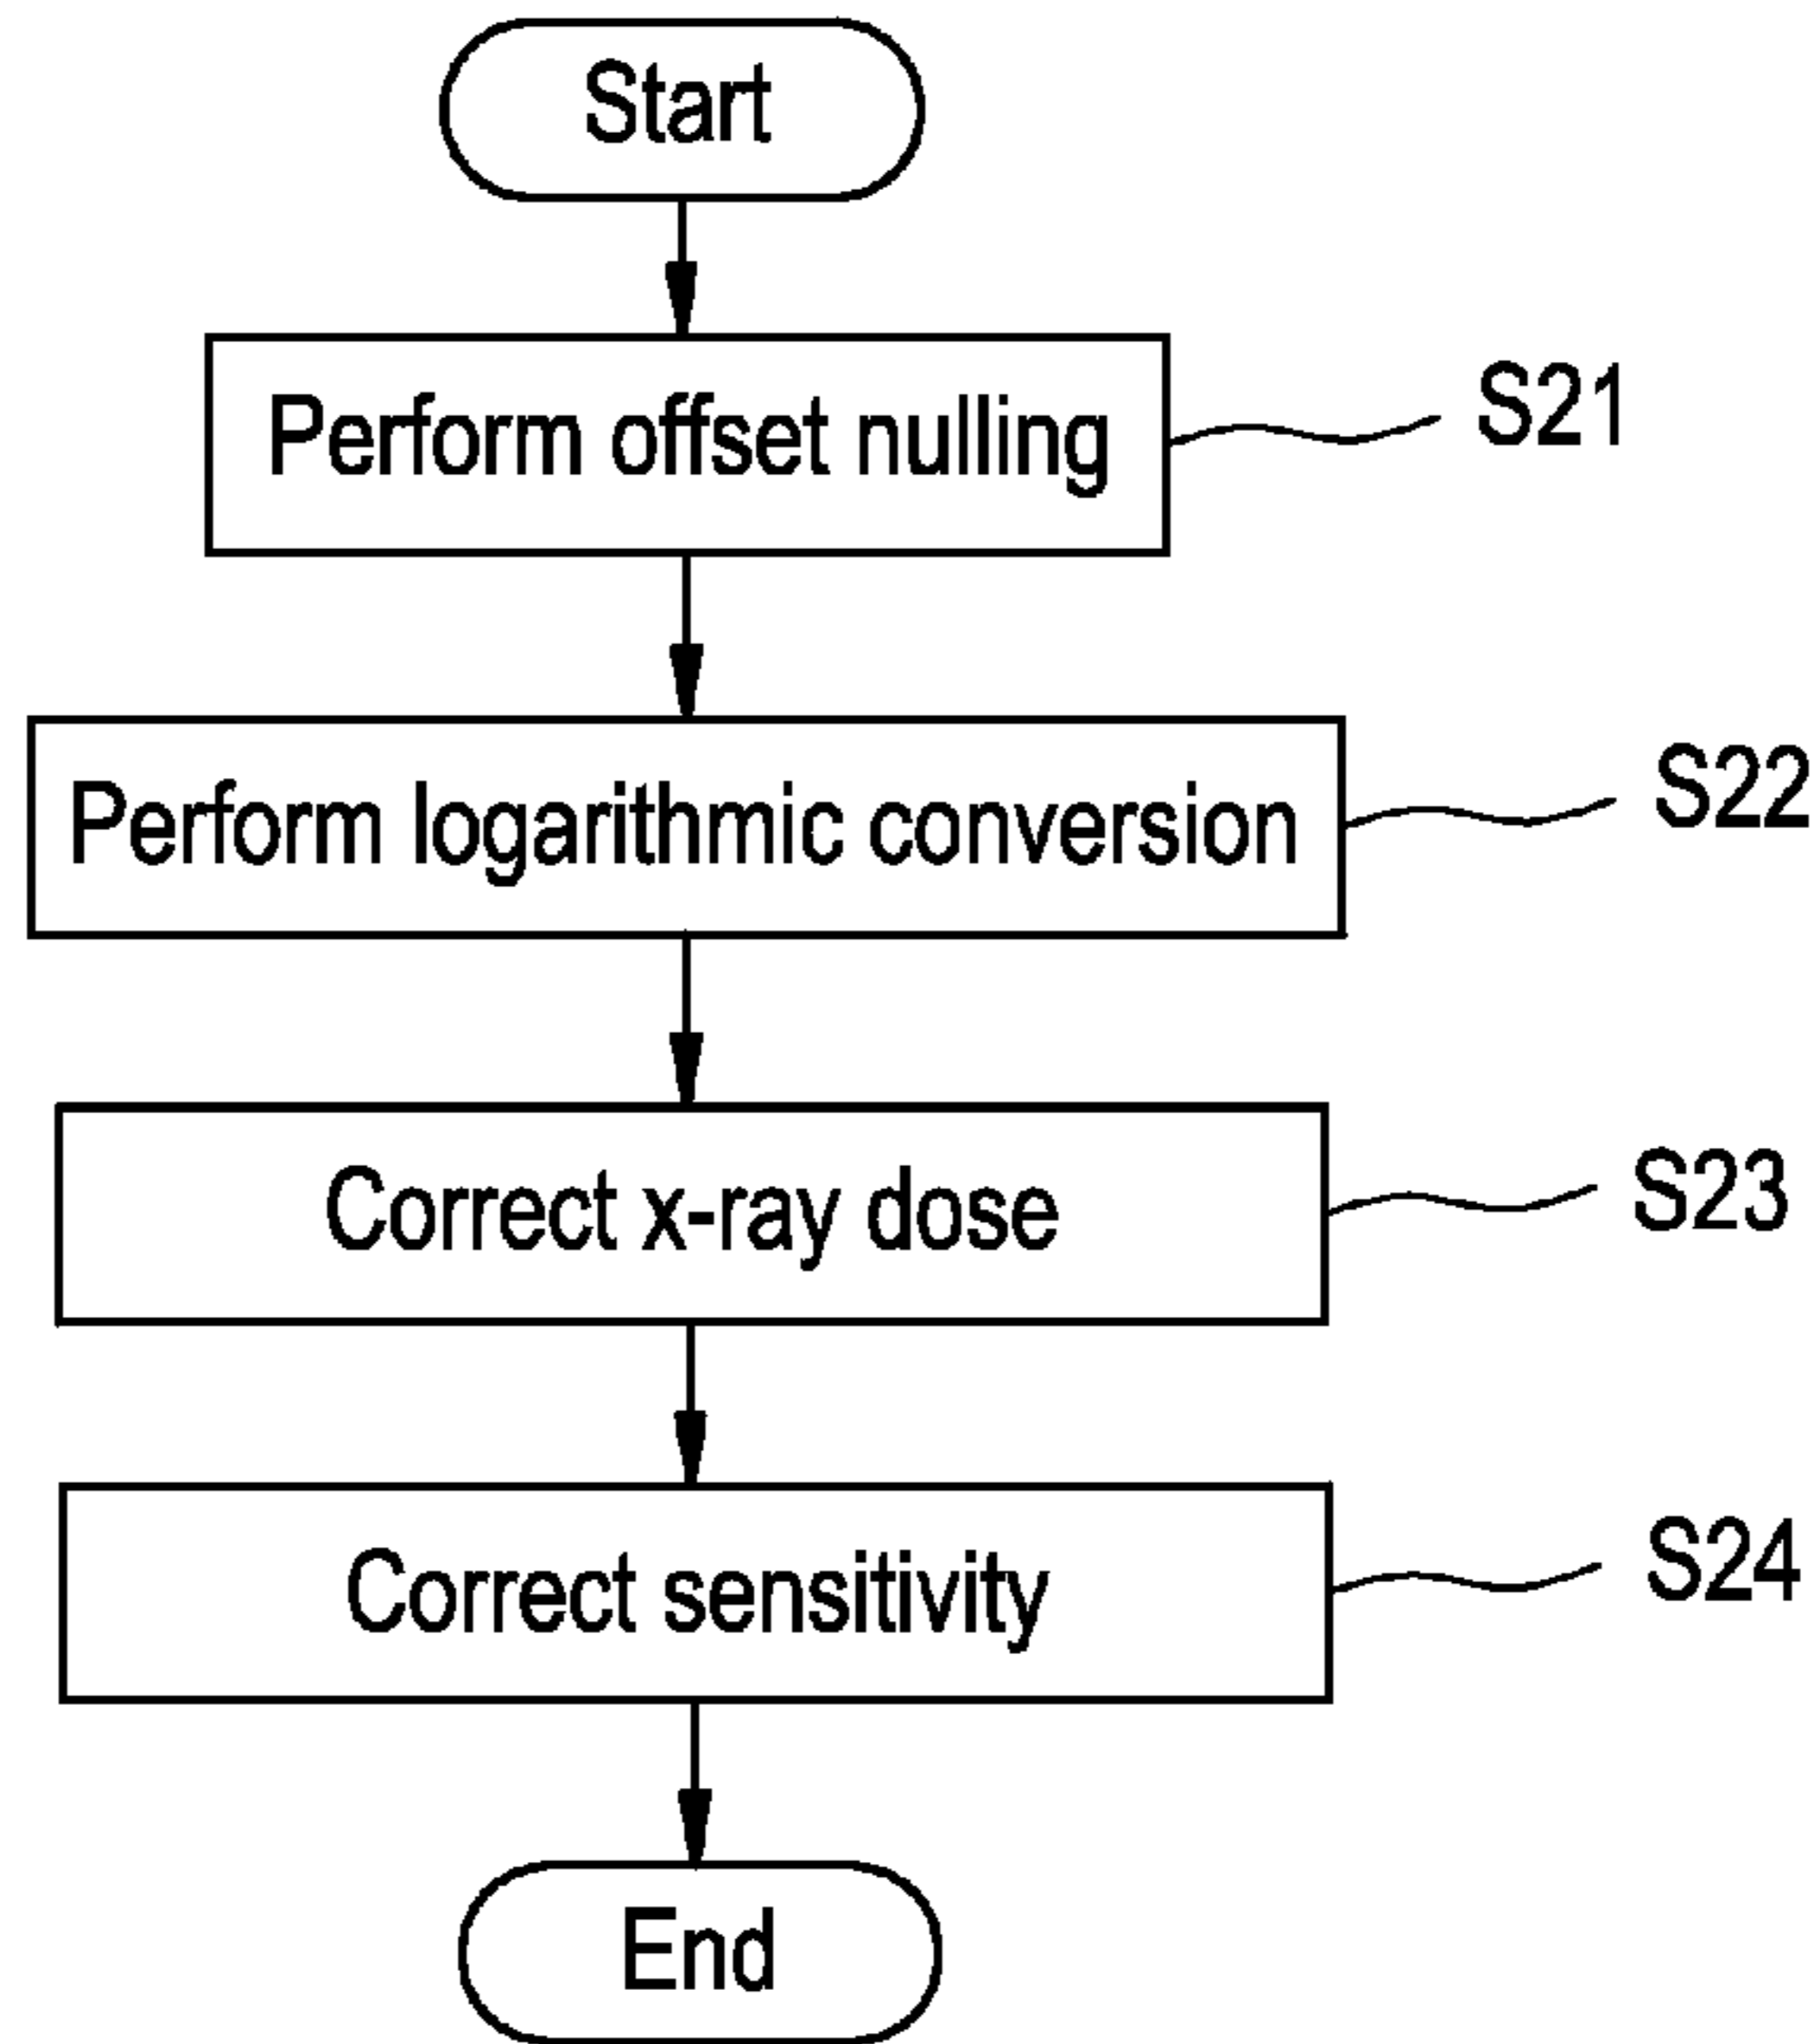 Start
Perform offset nulling
S21
Perform logarithmic conversion
S22
Correct x-ray dose
S23
Correct sensitivity
S24
End